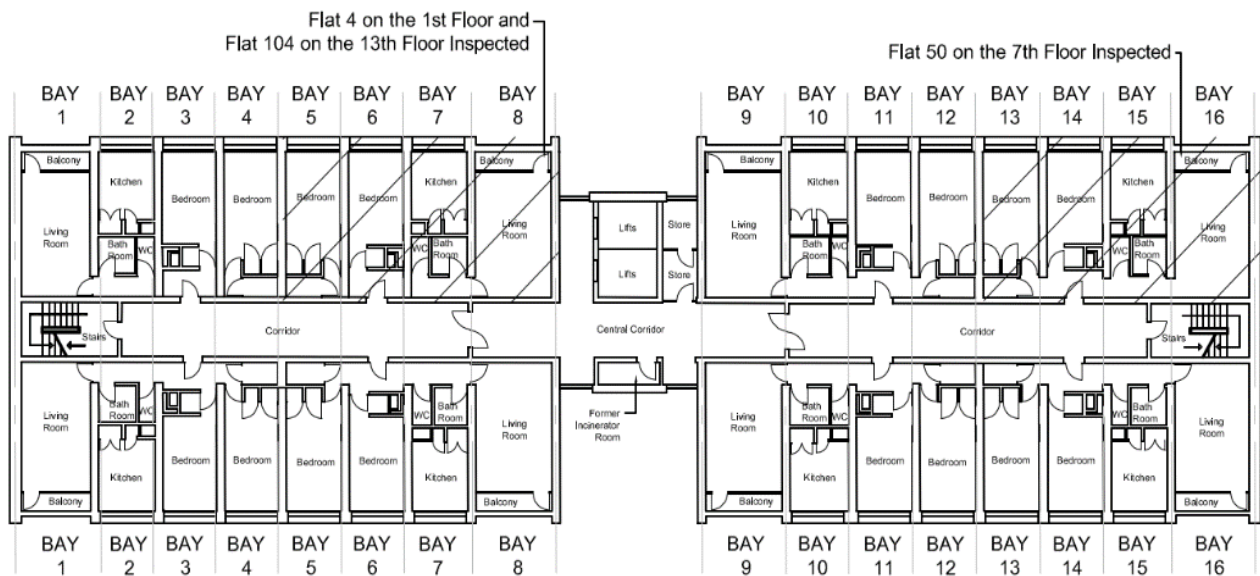 Flat 4 on the 1st Floor and
Flat 104 on the 13th Floor Inspected
Flat 50 on the 7th Floor Inspected
BAY BAY BAY BAY BAY BAY BAY BAY BAY BAY BAY BAY BAY BAY BAY BAY
1 2 3 4 5 6 7 8 9 10 11 12 13 14 15 16
Balcony Balcony Balcony Balcony
Kitchen Kitchen Kitchen Kitchen
Bedroom Bedroom Bedroom Bedroom Bedroom Bedroom Bedroom Bedroom
Living
Room
Living
Room
Living
Room
Living
Room
Bath
Room
WC
WC
Bath
Room
Bath
Room
WC
WC
Bath
Room
Lifts
Store
Lifts
Store
Stairs
Corridor
Central Corridor
Corridor
Stairs
Living
Room
Bath
Room
WC
WC
Bath
Room
Living
Room
Former
Incinerator
Room
Living
Room
Bath
Room
WC
WC
Bath
Room
Living
Room
Bedroom Bedroom Bedroom Bedroom Bedroom Bedroom Bedroom Bedroom
Kitchen Kitchen Kitchen Kitchen
Balcony Balcony Balcony Balcony
BAY BAY BAY BAY BAY BAY BAY BAY BAY BAY BAY BAY BAY BAY BAY BAY
1 2 3 4 5 6 7 8 9 10 11 12 13 14 15 16